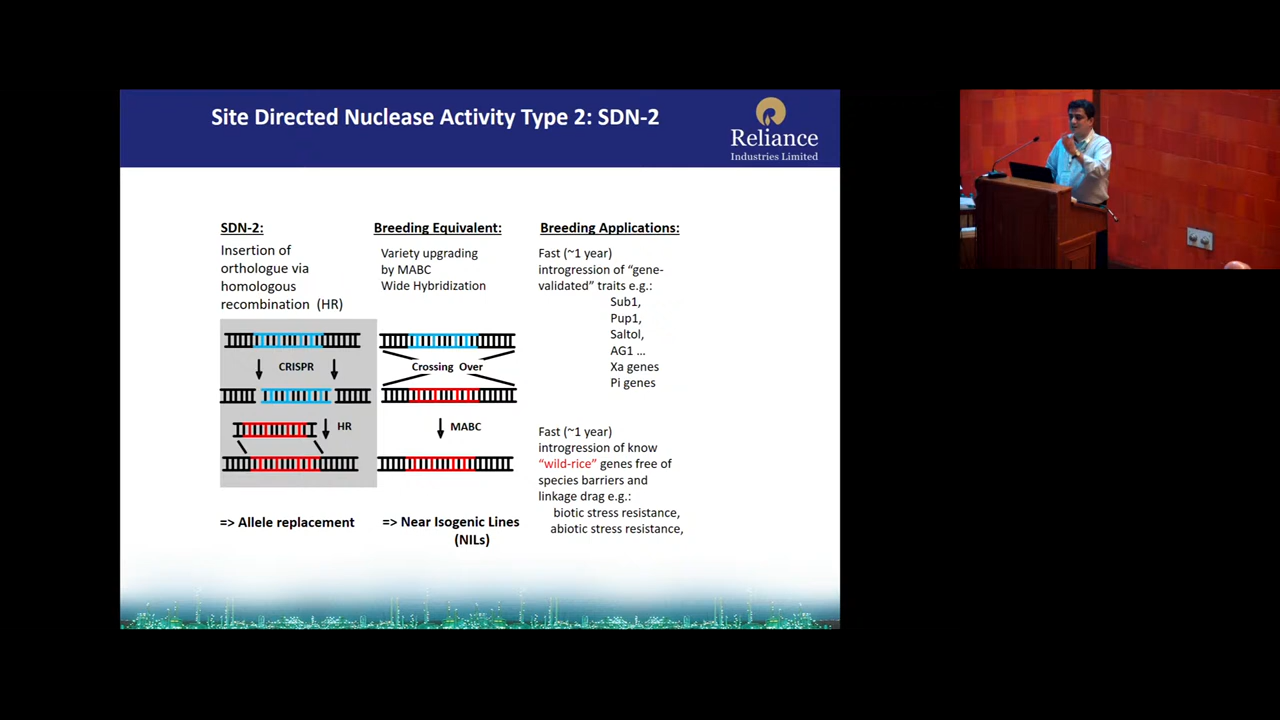 Site Directed Nuclease Activity Type 2: SDN-2
Reliance
Industries Limited
SDN-2:
Insertion of
orthologue via
homologous
recombination (HR)
CRISPR
HR
=> Allele replacement
Breeding Equivalent:
Variety upgrading
by MABC
Wide Hybridization
Crossing Over
MABC
=> Near Isogenic Lines
(NILs)
Breeding Applications:
Fast (~1 year)
introgression of “gene-
validated” traits e.g.:
Sub1,
Pup1,
Saltol,
AG1 ...
Xa genes
Pi genes
Fast (~1 year)
introgression of know
“wild-rice” genes free of
species barriers and
linkage drag e.g.:
biotic stress resistance,
abiotic stress resistance,